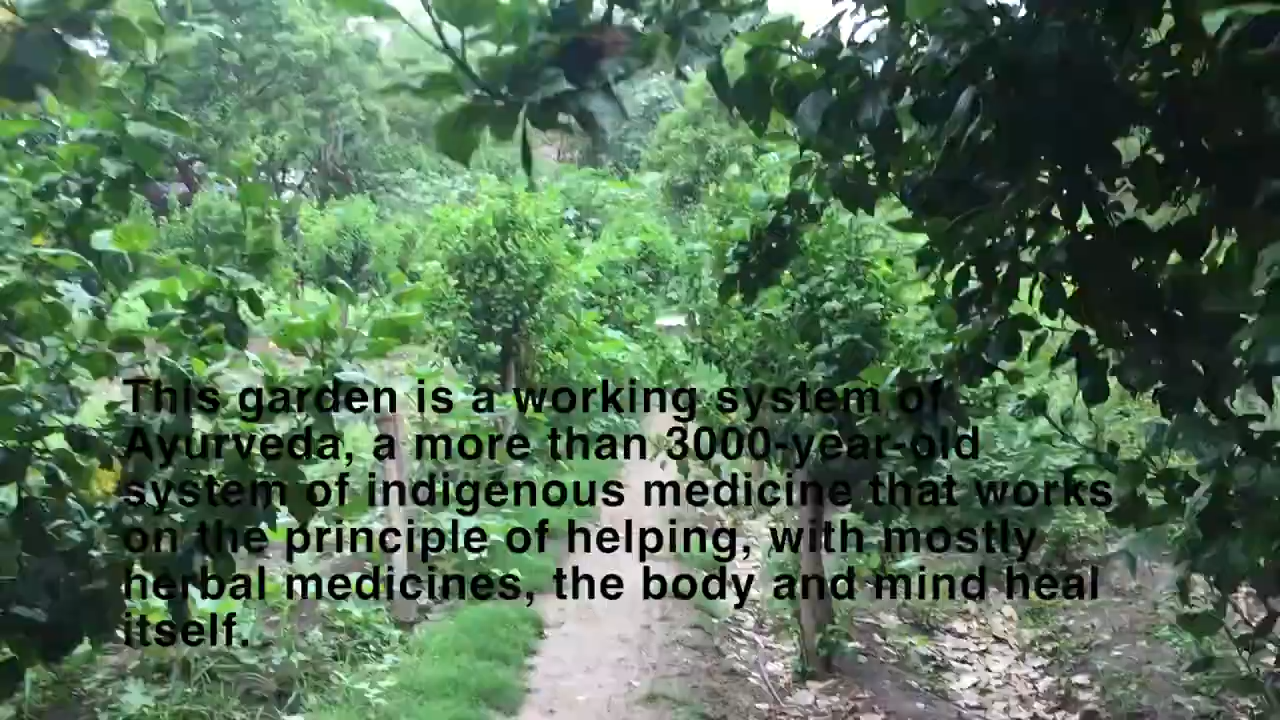 This garden is a working system of
Ayurveda, a more than 3000-year-old
system of indigenous medicine that works
on the principle of helping, with mostly
herbal medicines, the body and mind heal
itself.